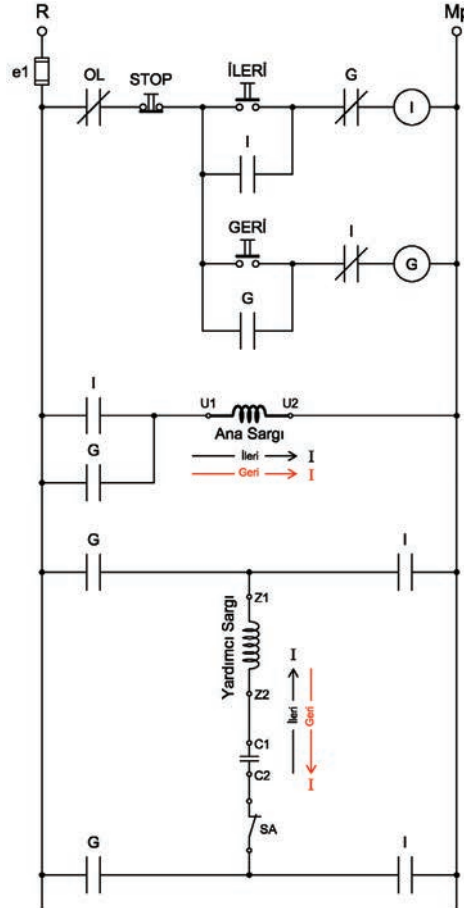 R Mp
e1
OL STOP İLERİ G
I
I
GERİ I
G
G
I
U1 U2
Ana Sargı
İleri I
G
Geri I
G I
Z1
Yardımcı Sargı
I
Z2
İleri
Geri
C1
C2
I
SA
G I